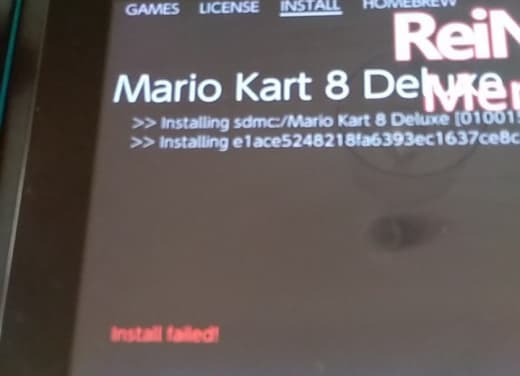 GAMES LICENSE INSTALL HOMEBREW
ReiN
Mario Kart 8 Deluxe
Mer
>> Installing sdmc:/Mario Kart 8 Deluxe [010015
>> Installing e1ace5248218fa6393ec1637ce8c
Install failed!